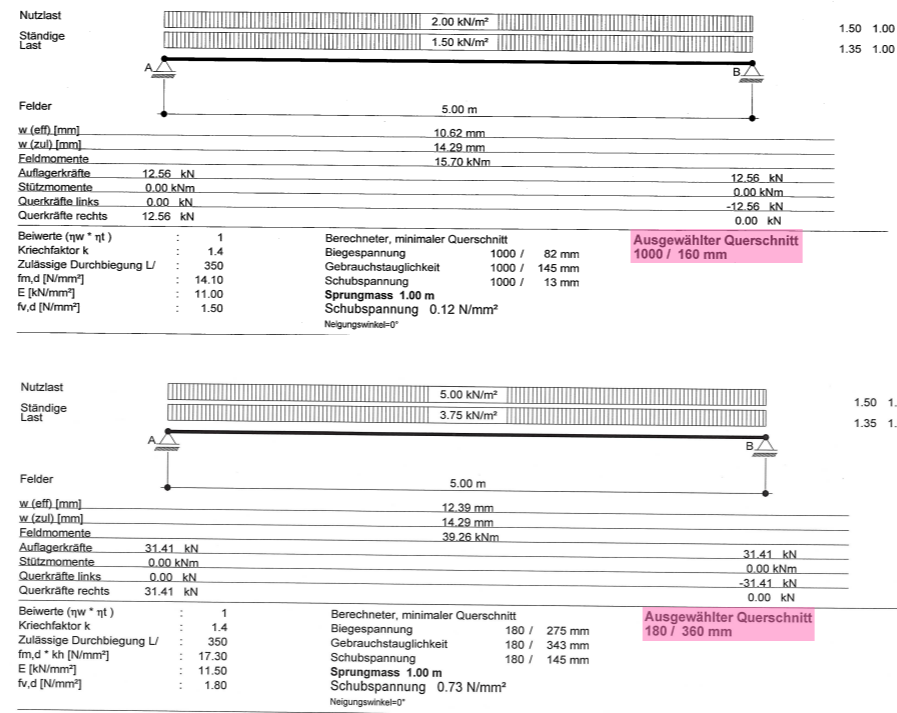 Nutzlast 2.00 kN/m² 1.50 1.00
Ständige Last 1.50 kN/m² 1.35 1.00
A B
Felder 5.00 m
w (eff) [mm] 10.62 mm
w (zul) [mm] 14.29 mm
Feldmomente 15.70 kNm
Auflagerkräfte 12.56 kN 12.56 kN
Stützmomente 0.00 kNm 0.00 kNm
Querkräfte links 0.00 kN -12.56 kN
Querkräfte rechts 12.56 kN 0.00 kN
Beiwerte (ηw * ηt ) : 1 Berechneter, minimaler Querschnitt Ausgewählter Querschnitt
Kriechfaktor k : 1.4 Biegespannung 1000 / 82 mm 1000 / 160 mm
Zulässige Durchbiegung L/ : 350 Gebrauchstauglichkeit 1000 / 145 mm
fm,d [N/mm²] : 14.10 Schubspannung 1000 / 13 mm
E [kN/mm²] : 11.00 Sprungmass 1.00 m
fv,d [N/mm²] : 1.50 Schubspannung 0.12 N/mm²
Neigungswinkel=0°
Nutzlast 5.00 kN/m² 1.50 1.
Ständige Last 3.75 kN/m² 1.35 1.
A B
Felder 5.00 m
w (eff) [mm] 12.39 mm
w (zul) [mm] 14.29 mm
Feldmomente 39.26 kNm
Auflagerkräfte 31.41 kN 31.41 kN
Stützmomente 0.00 kNm 0.00 kNm
Querkräfte links 0.00 kN -31.41 kN
Querkräfte rechts 31.41 kN 0.00 kN
Beiwerte (ηw * ηt ) : 1 Berechneter, minimaler Querschnitt Ausgewählter Querschnitt
Kriechfaktor k : 1.4 Biegespannung 180 / 275 mm 180 / 360 mm
Zulässige Durchbiegung L/ : 350 Gebrauchstauglichkeit 180 / 343 mm
fm,d * kh [N/mm²] : 17.30 Schubspannung 180 / 145 mm
E [kN/mm²] : 11.50 Sprungmass 1.00 m
fv,d [N/mm²] : 1.80 Schubspannung 0.73 N/mm²
Neigungswinkel=0°